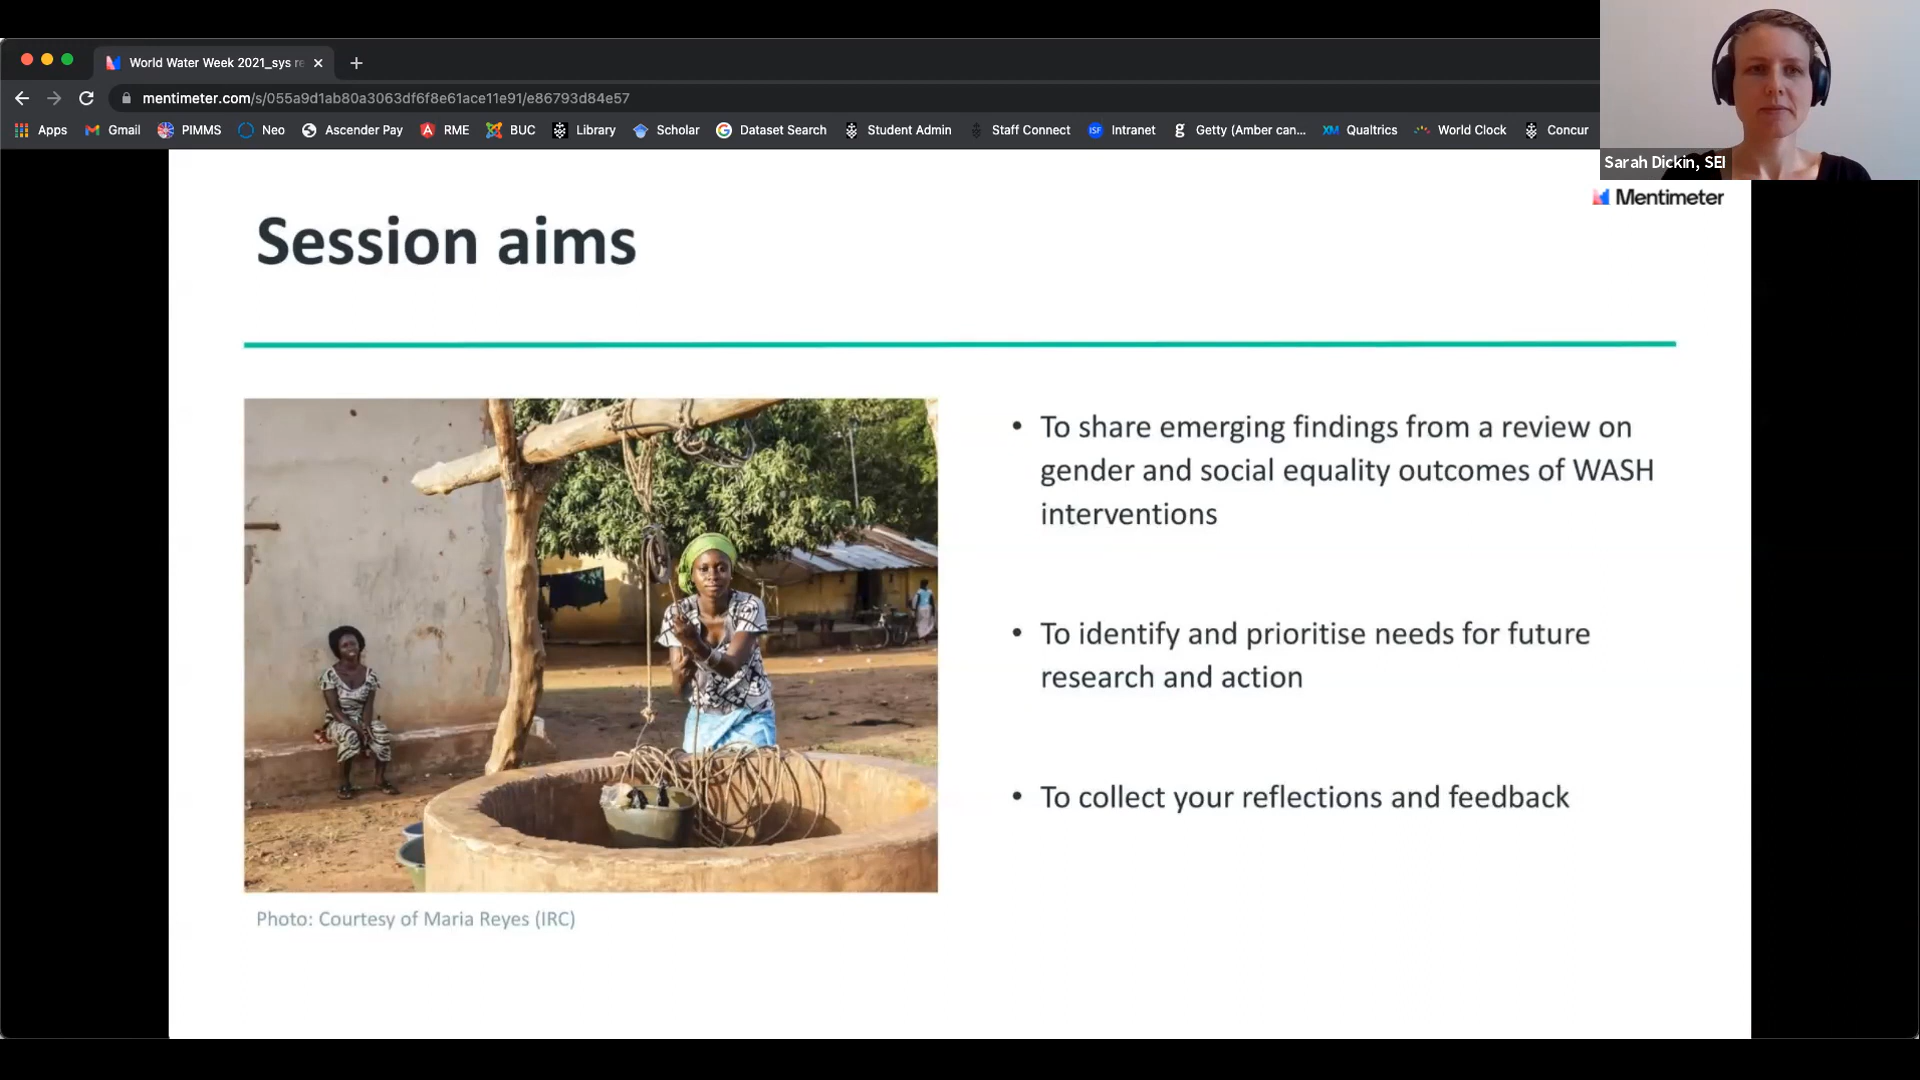 World Water Week 2021_sys re
mentimeter.com/s/055a9d1ab80a3063df6f8e61ace11e91/e86793d84e57
Apps Gmail PIMMS Neo Ascender Pay RME BUC Library Scholar Dataset Search Student Admin Staff Connect ISF Intranet Getty (Amber can... XM Qualtrics World Clock Concur
Sarah Dickin, SEI
Mentimeter
Session aims
• To share emerging findings from a review on
gender and social equality outcomes of WASH
interventions
• To identify and prioritise needs for future
research and action
• To collect your reflections and feedback
Photo: Courtesy of Maria Reyes (IRC)